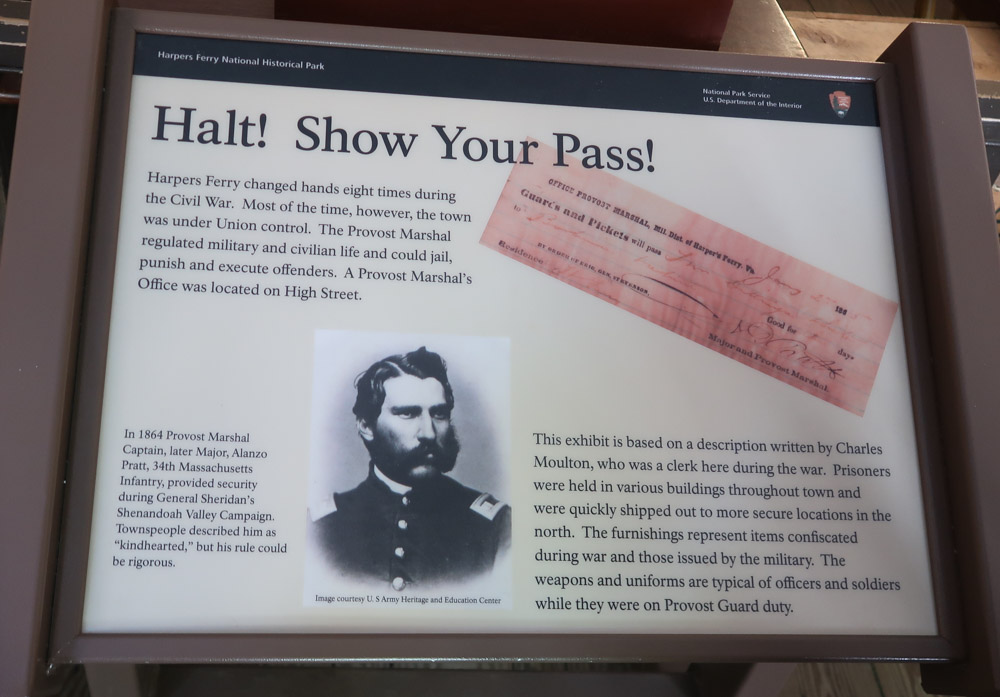 Harpers Ferry National Historical Park
National Park Service
U.S. Department of the Interior
Halt! Show Your Pass!
Harpers Ferry changed hands eight times during
the Civil War. Most of the time, however, the town
was under Union control. The Provost Marshal
regulated military and civilian life and could jail,
punish and execute offenders. A Provost Marshal's
Office was located on High Street.
OFFICE PROVOST MARSHAL, Mil. Dist. of Harper's Ferry, Va.
186
Guards and Pickets will pass
to
BY ORDER OF BRIG. GEN. STEVENSON,
Good for
days
Residence
Major and Provost Marshal.
In 1864 Provost Marshal
Captain, later Major, Alanzo
Pratt, 34th Massachusetts
Infantry, provided security
during General Sheridan's
Shenandoah Valley Campaign.
Townspeople described him as
"kindhearted," but his rule could
be rigorous.
Image courtesy U. S Army Heritage and Education Center
This exhibit is based on a description written by Charles
Moulton, who was a clerk here during the war. Prisoners
were held in various buildings throughout town and
were quickly shipped out to more secure locations in the
north. The furnishings represent items confiscated
during war and those issued by the military. The
weapons and uniforms are typical of officers and soldiers
while they were on Provost Guard duty.